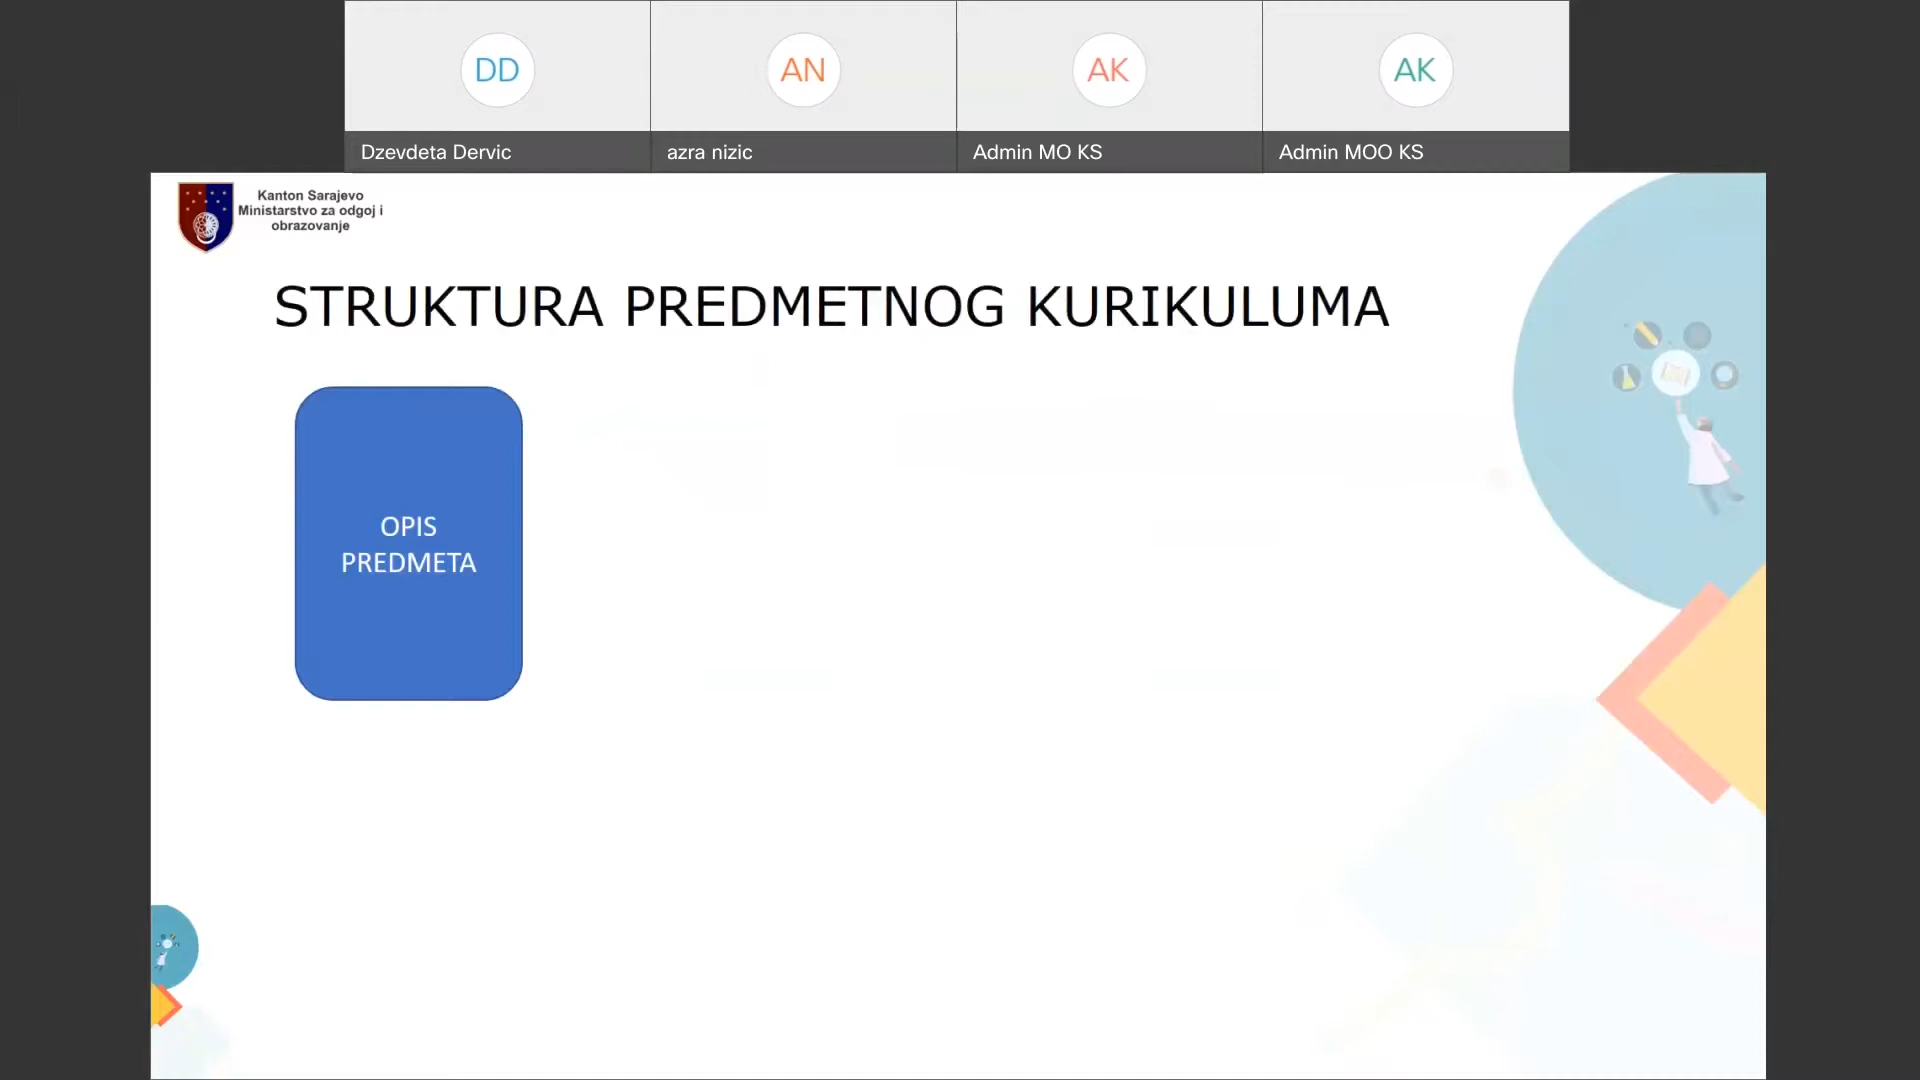 DD
AN
AK
AK
Dzevdeta Dervic
azra nizic
Admin MO KS
Admin MOO KS
Kanton Sarajevo
Ministarstvo za odgoj i
obrazovanje
STRUKTURA PREDMETNOG KURIKULUMA
OPIS
PREDMETA